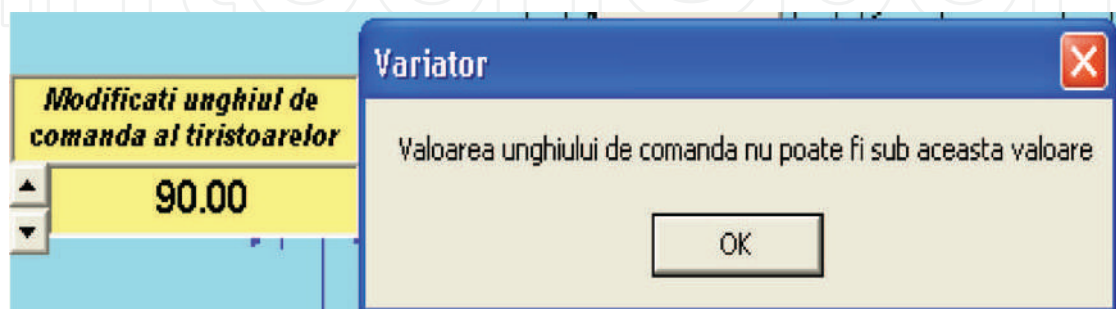 Variator
Modificati unghiul de
comanda al tiristoarelor
90.00
Valoarea unghiului de comanda nu poate fi sub aceasta valoare
OK